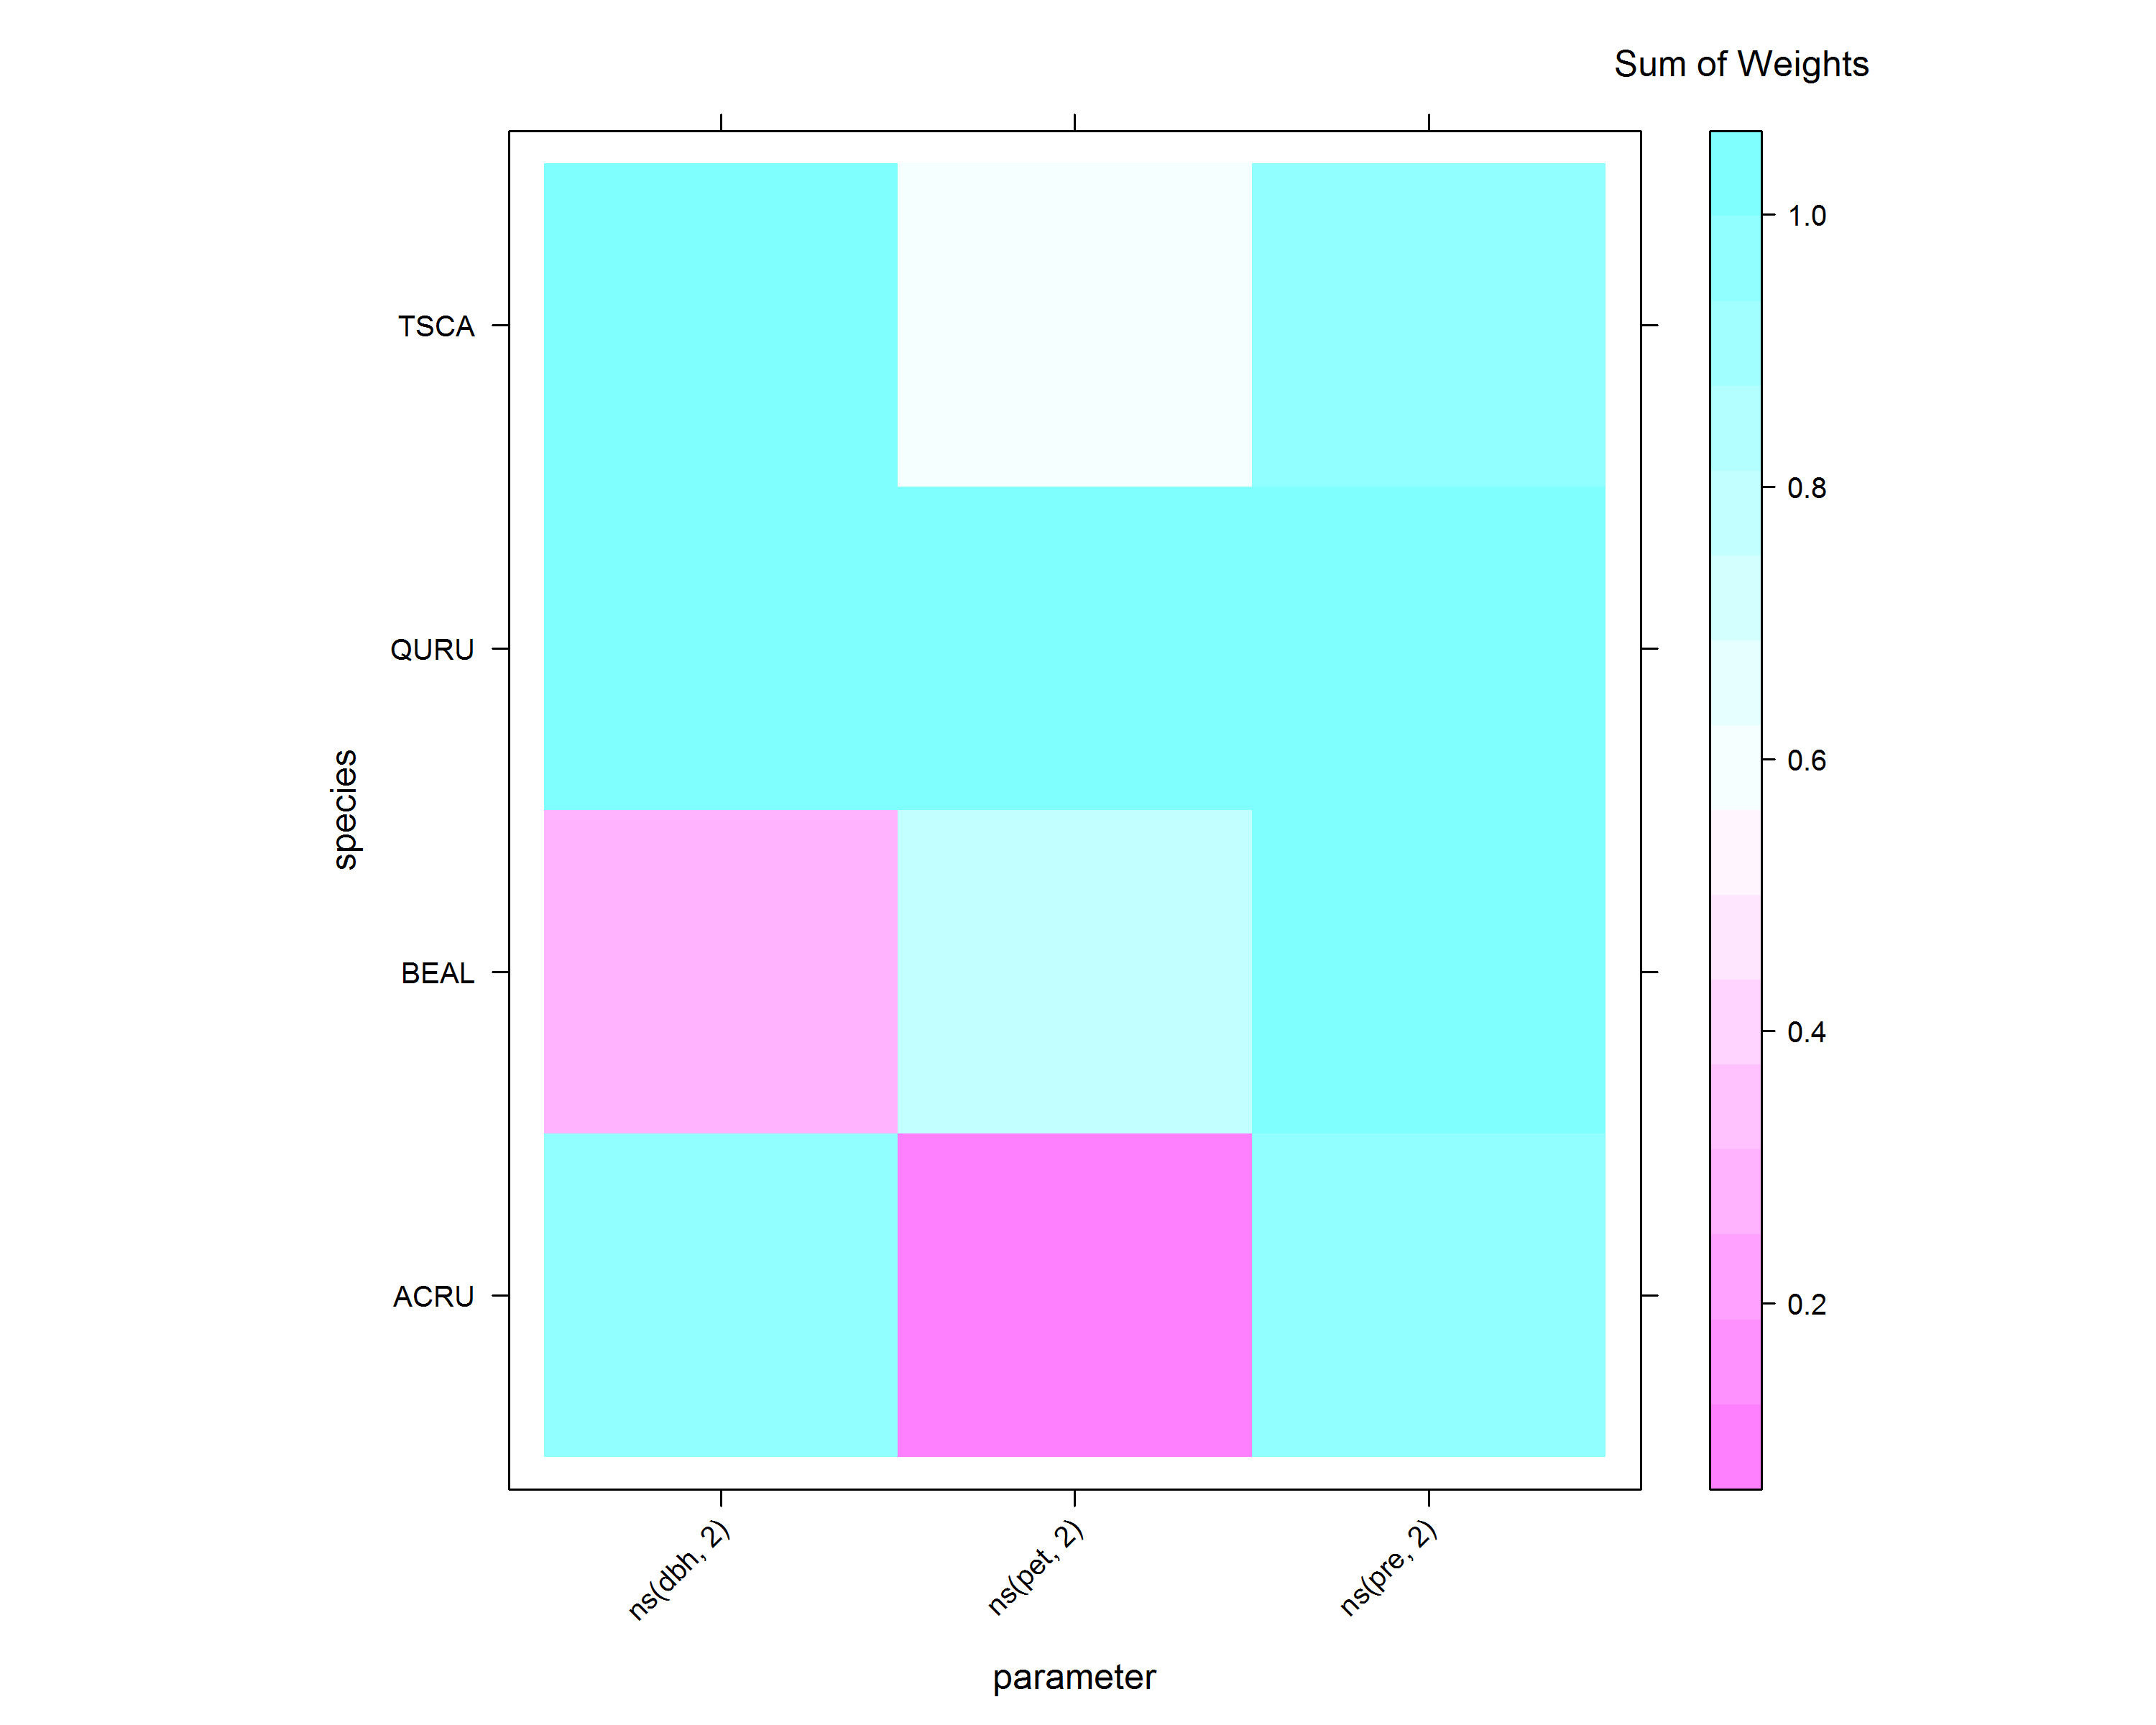 Sum of Weights
1.0
0.8
0.6
0.4
0.2
TSCA
QURU
BEAL
ACRU
species
ns(dbh, 2)
ns(pet, 2)
ns(pre, 2)
parameter